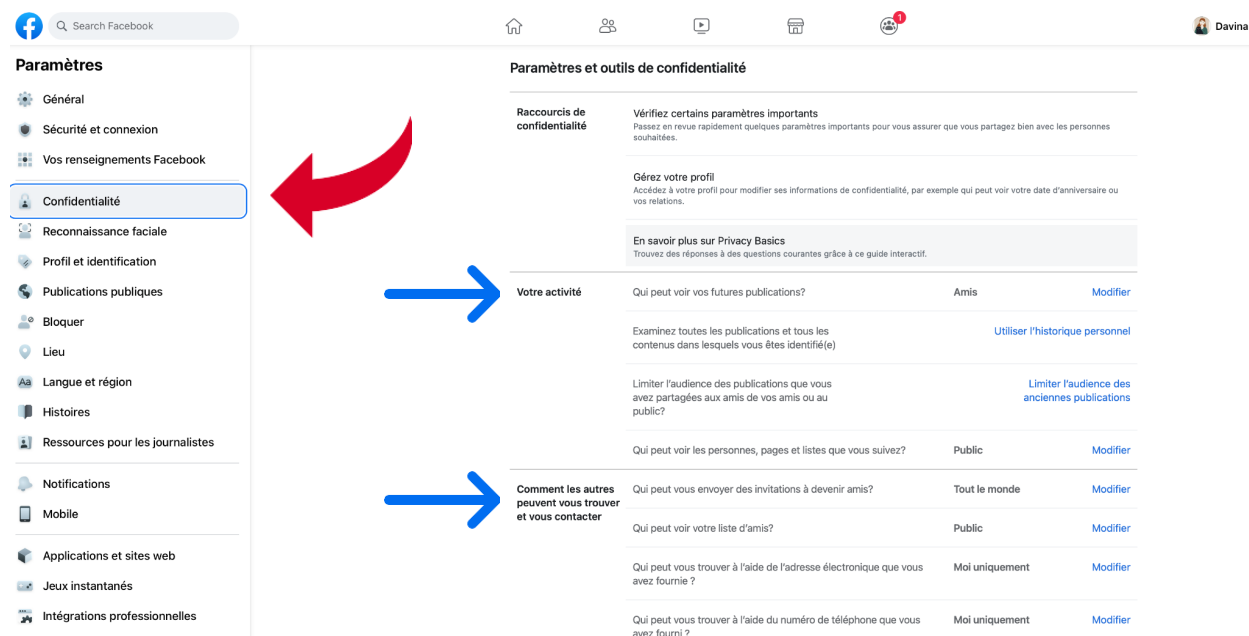 Search Facebook
1
Davina
Paramètres
Général
Sécurité et connexion
Vos renseignements Facebook
Confidentialité
Reconnaissance faciale
Profil et identification
Publications publiques
Bloquer
Lieu
Aa Langue et région
Histoires
Ressources pour les journalistes
Notifications
Mobile
Applications et sites web
Jeux instantanés
Intégrations professionnelles
Paramètres et outils de confidentialité
Raccourcis de
confidentialité
Vérifiez certains paramètres importants
Passez en revue rapidement quelques paramètres importants pour vous assurer que vous partagez bien avec les personnes
souhaitées.
Gérez votre profil
Accédez à votre profil pour modifier ses informations de confidentialité, par exemple qui peut voir votre date d'anniversaire ou
vos relations.
En savoir plus sur Privacy Basics
Trouvez des réponses à des questions courantes grâce à ce guide interactif.
Votre activité
Qui peut voir vos futures publications?
Amis
Modifier
Examinez toutes les publications et tous les
contenus dans lesquels vous êtes identifié(e)
Utiliser l'historique personnel
Limiter l'audience des publications que vous
avez partagées aux amis de vos amis ou au
public?
Limiter l'audience des
anciennes publications
Qui peut voir les personnes, pages et listes que vous suivez?
Public
Modifier
Comment les autres
peuvent vous trouver
et vous contacter
Qui peut vous envoyer des invitations à devenir amis?
Tout le monde
Modifier
Qui peut voir votre liste d'amis?
Public
Modifier
Qui peut vous trouver à l'aide de l'adresse électronique que vous
avez fournie ?
Moi uniquement
Modifier
Qui peut vous trouver à l'aide du numéro de téléphone que vous
avez fourni ?
Moi uniquement
Modifier